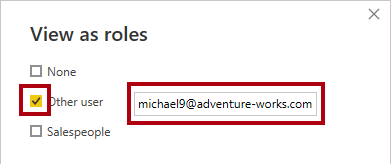 View as roles
None
Other user michael9@adventure-works.com
Salespeople